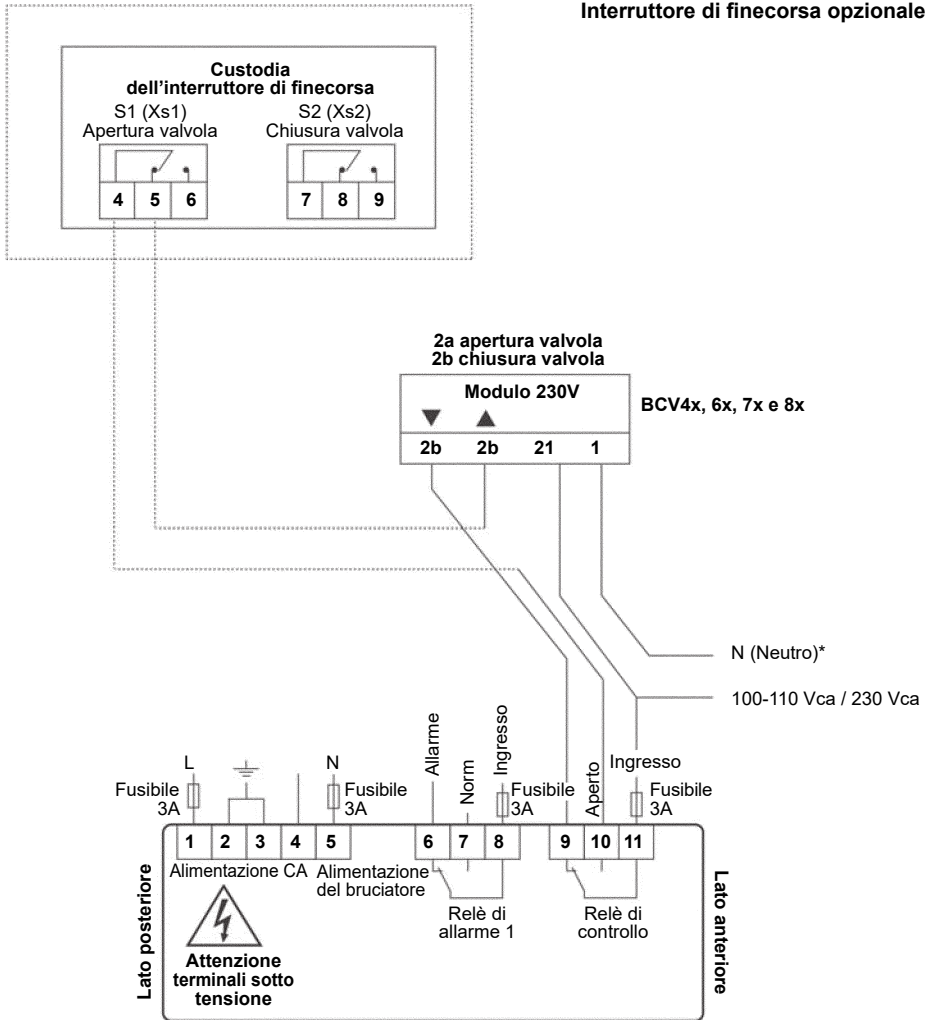 Interruttore di finecorsa opzionale
Custodia
dell'interruttore di finecorsa
S1 (Xs1)
Apertura valvola
S2 (Xs2)
Chiusura valvola
4 5 6
7 8 9
2a apertura valvola
2b chiusura valvola
Modulo 230V
BCV4x, 6x, 7x e 8x
2b 2b 21 1
N (Neutro)*
100-110 Vca / 230 Vca
L
N
Allarme
Norm
Ingresso
Aperto
Ingresso
Fusibile
3A
Fusibile
3A
Fusibile
3A
Fusibile
3A
1 2 3 4 5
6 7 8
9 10 11
Alimentazione CA
Alimentazione
del bruciatore
Relè di
allarme 1
Relè di
controllo
Lato posteriore
Lato anteriore
Attenzione
terminali sotto
tensione